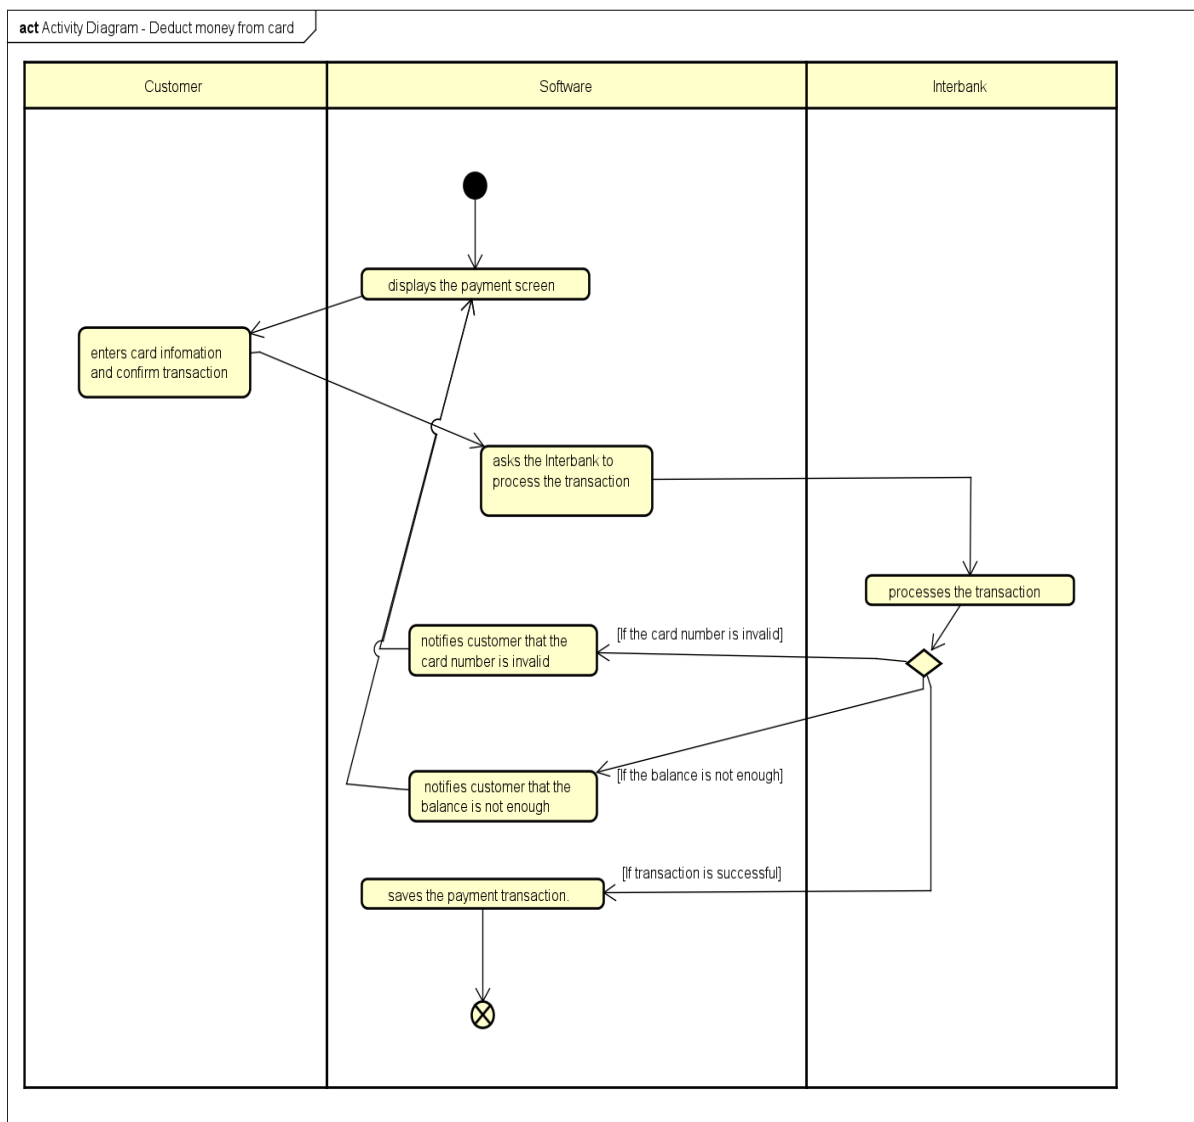 act Activity Diagram - Deduct money from card
Customer
Software
Interbank
displays the payment screen
enters card infomation
and confirm transaction
asks the Interbank to
process the transaction
processes the transaction
[If the card number is invalid]
notifies customer that the
card number is invalid
[If the balance is not enough]
notifies customer that the
balance is not enough
[If transaction is successful]
saves the payment transaction.